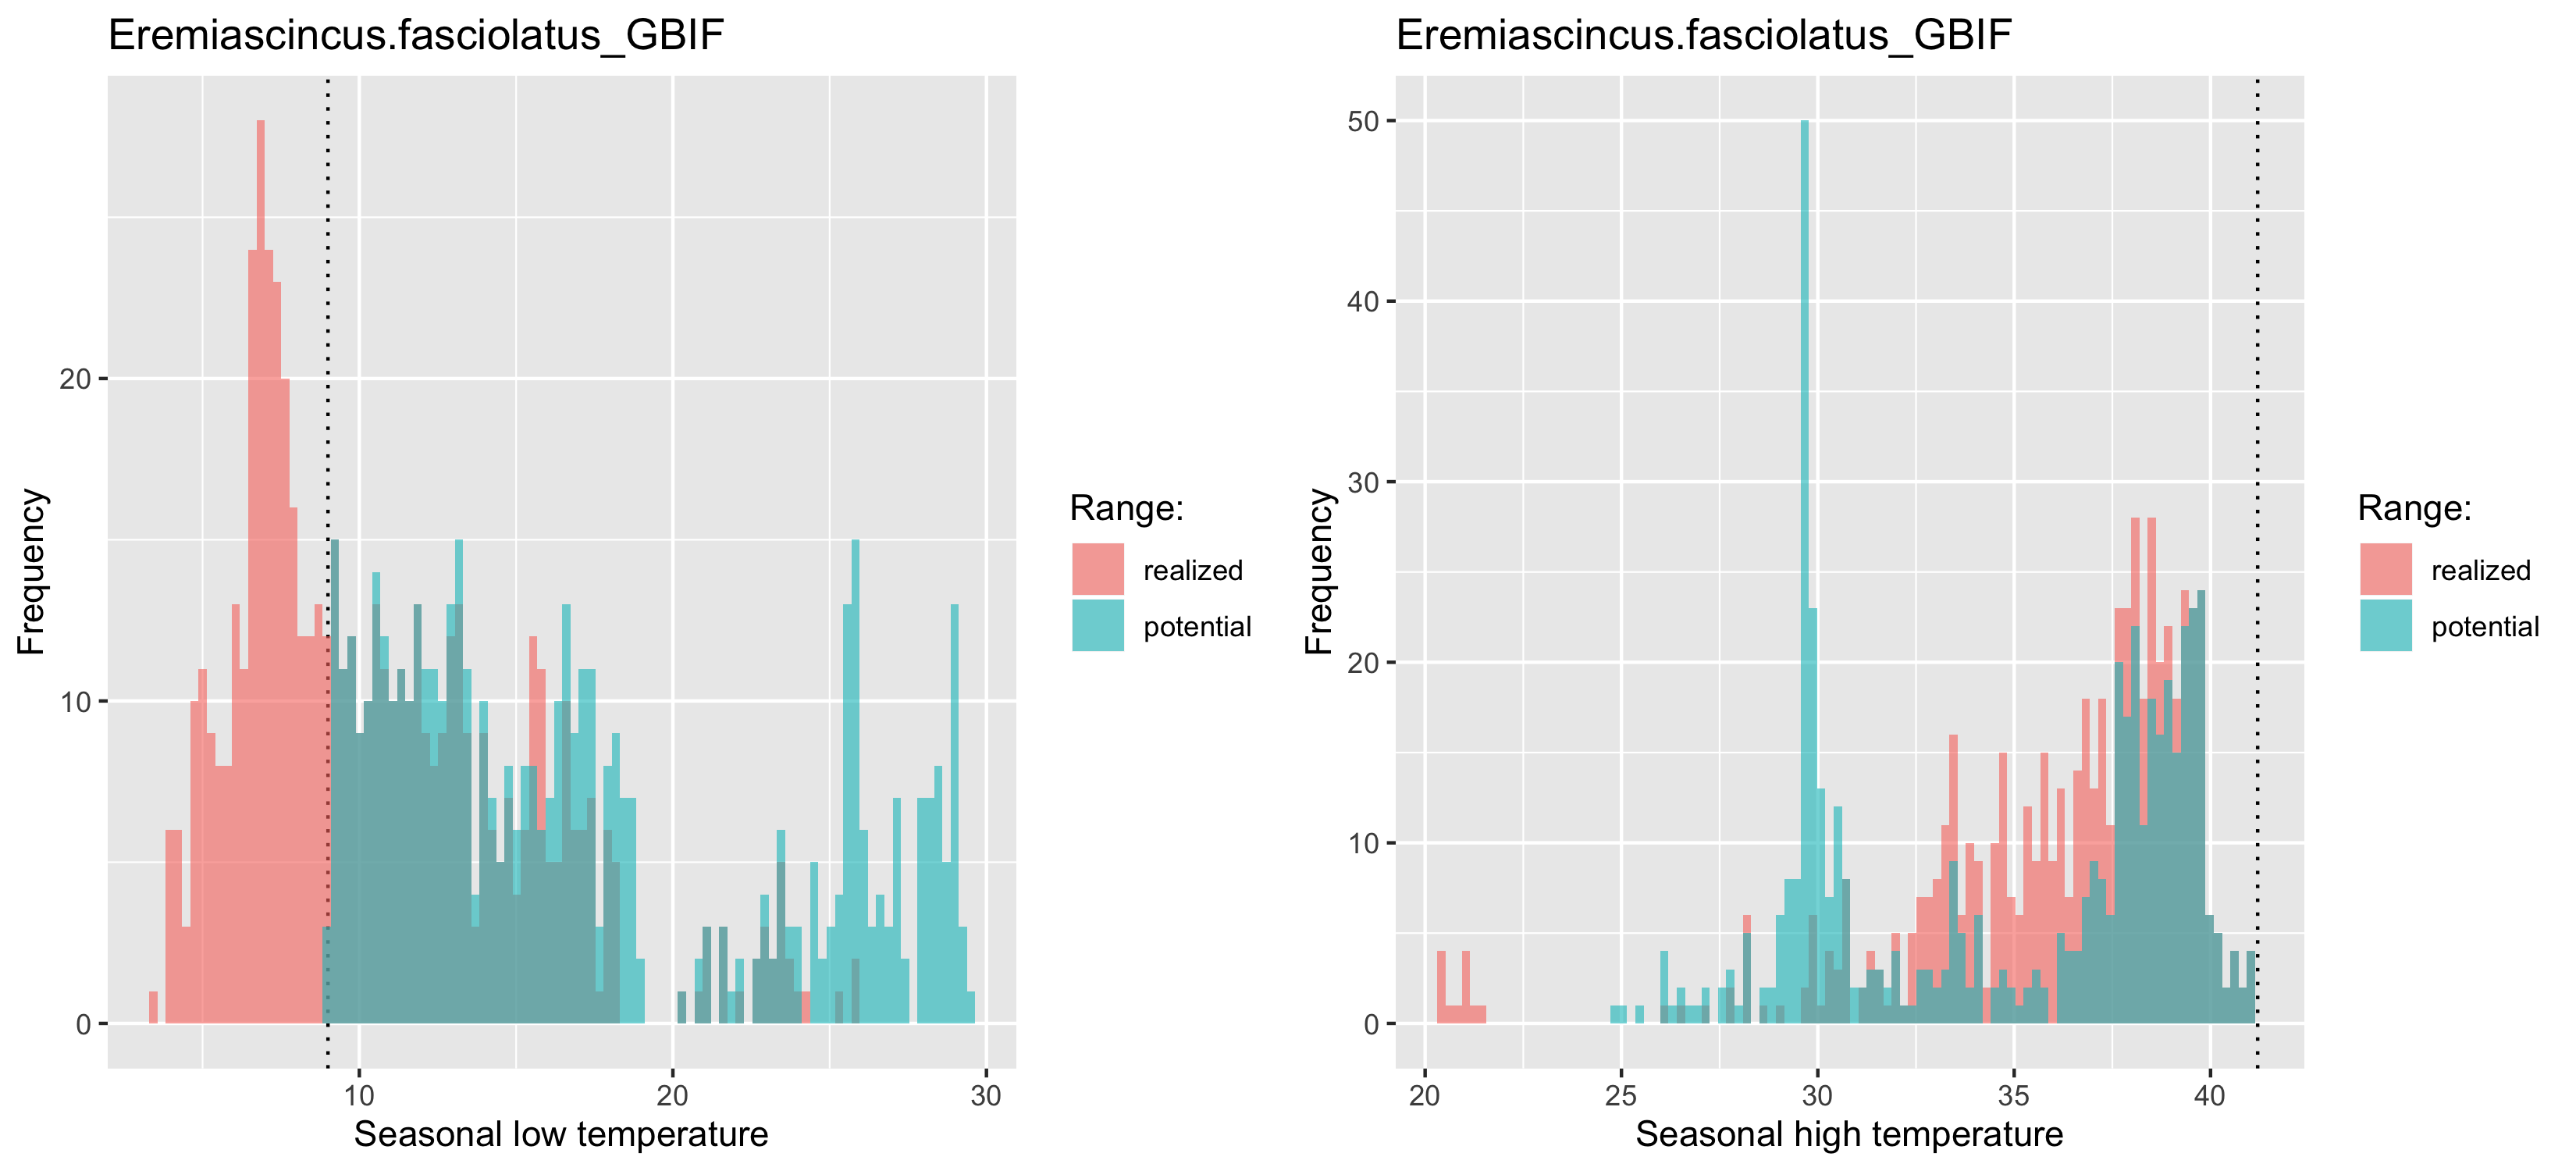 Eremiascincus.fasciolatus_GBIF
Frequency
20
10
0
10 20 30
Seasonal low temperature
Range:
realized
potential
Eremiascincus.fasciolatus_GBIF
Frequency
50
40
30
20
10
0
20 25 30 35 40
Seasonal high temperature
Range:
realized
potential